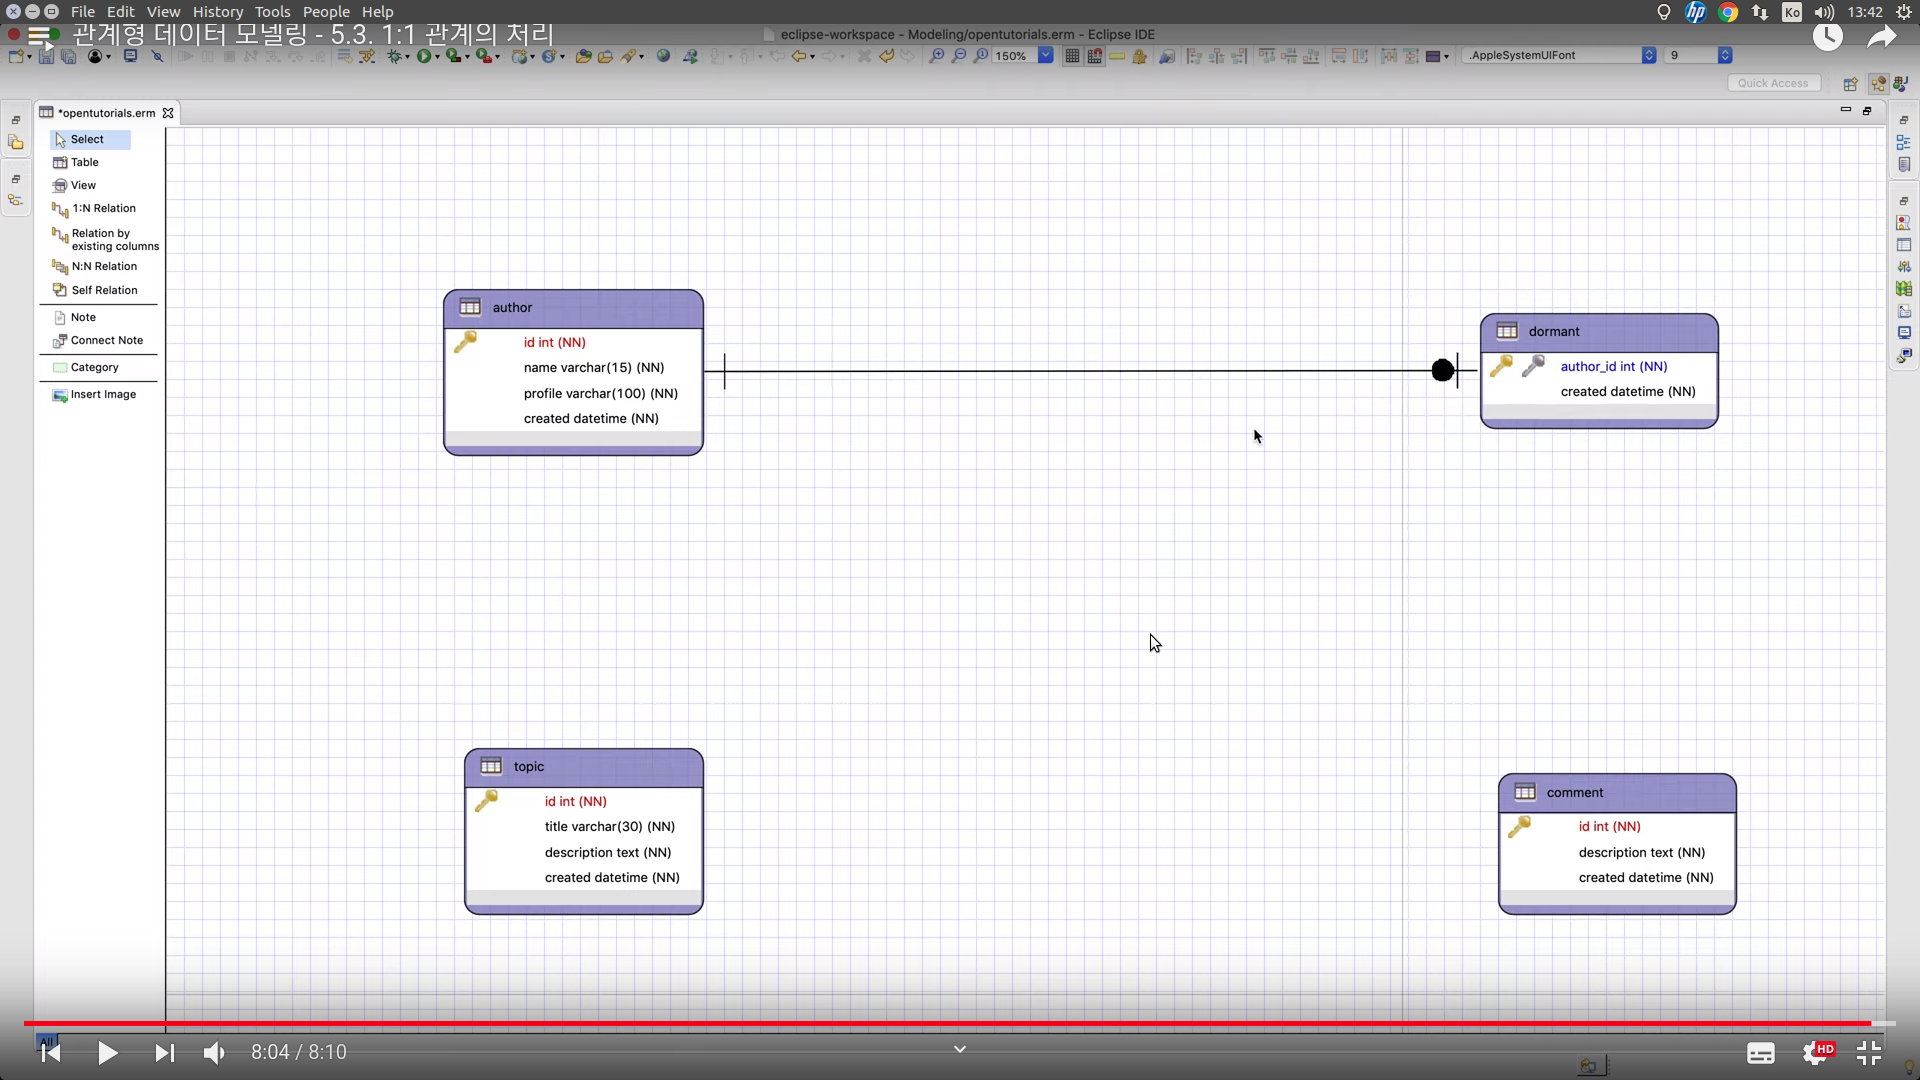 File Edit View History Tools People Help
Ko
13:42
관계형 데이터 모델링 - 5.3. 1:1 관계의 처리
eclipse-workspace - Modeling/opentutorials.erm - Eclipse IDE
150%
.AppleSystemUIFont
9
Quick Access
*opentutorials.erm
Select
Table
View
1:N Relation
Relation by
existing columns
N:N Relation
Self Relation
Note
Connect Note
Category
Insert Image
author
id int (NN)
name varchar(15) (NN)
profile varchar(100) (NN)
created datetime (NN)
dormant
author_id int (NN)
created datetime (NN)
topic
id int (NN)
title varchar(30) (NN)
description text (NN)
created datetime (NN)
comment
id int (NN)
description text (NN)
created datetime (NN)
All
8:04 / 8:10
HD
hp